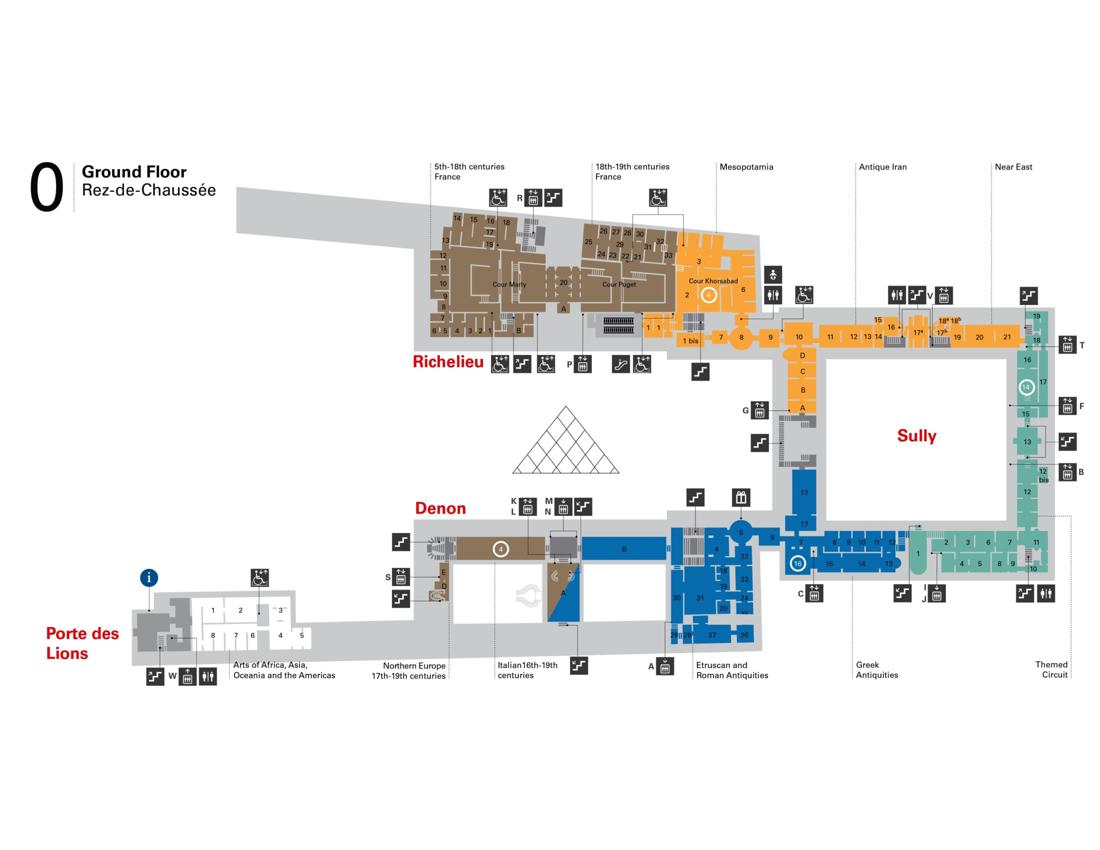 0
Ground Floor
Rez-de-Chaussée
5th-18th centuries
France
18th-19th centuries
France
Mesopotamia
Antique Iran
Near East
R
14 15 16 18
17
13
19
12
11
10
9
8
7
6 5 4 3 2 1
B
Cour Marly
20
A
25
26 27 28 30
29
31 32
33
24 23 22 21
Cour Puget
3
Cour Khorsabad
2
4
6
1 1
1 bis
7
8
9
10
11
12
13
14
15
16
17ᵃ
17ᵇ
18ᵃ 18ᵇ
19
20
21
V
D
C
B
A
G
19
18
T
16
17
14
15
F
13
B
12 bis
12
11
10
Richelieu
P
Sully
Denon
K
L
M
N
S
E
D
4
A
B
5
6
4
22
23
24
18
19
20
31
30
27
26
A
17
17
7
16
8 9 10 11 12
15
14
13
C
1
2 3 6 7
4 5 8 9
J
i
Porte des
Lions
1 2 3
8 7 6 4 5
W
Arts of Africa, Asia,
Oceania and the Americas
Northern Europe
17th-19th centuries
Italian16th-19th
centuries
Etruscan and
Roman Antiquities
Greek
Antiquities
Themed
Circuit